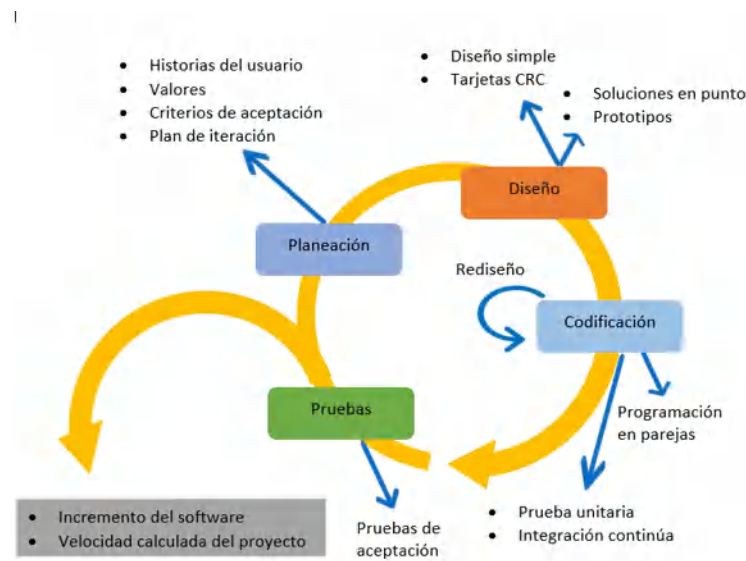 Historias del usuario
Valores
Criterios de aceptación
Plan de iteración
Diseño simple
Tarjetas CRC
Soluciones en punto
Prototipos
Diseño
Planeación
Rediseño
Codificación
Pruebas
Programación
en parejas
Incremento del software
Velocidad calculada del proyecto
Pruebas de
aceptación
Prueba unitaria
Integración continúa